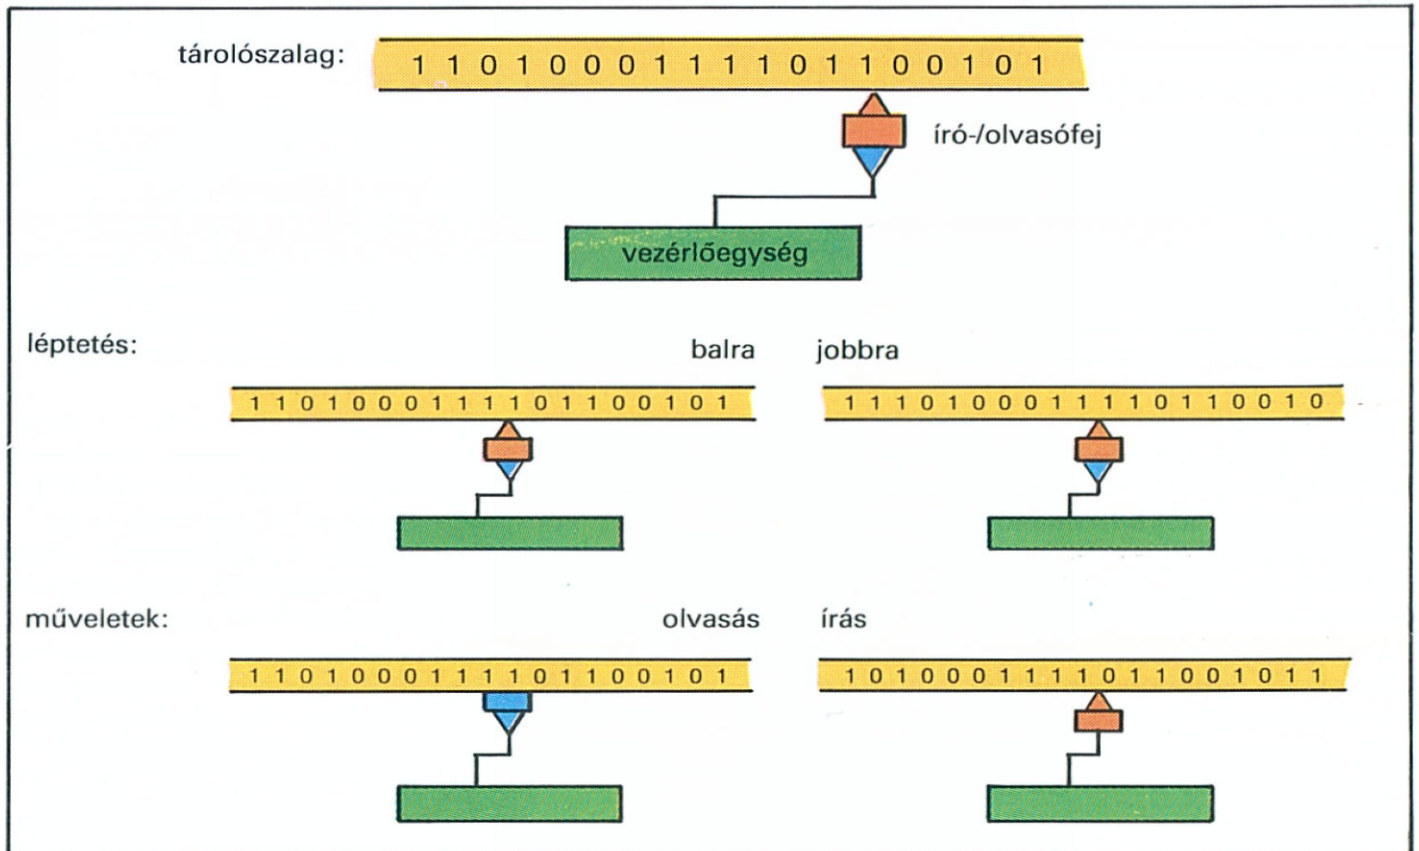 tárolószalag: 1 1 0 1 0 0 0 1 1 1 1 0 1 1 0 0 1 0 1
író-/olvasófej
vezérlőegység
léptetés: balra jobbra
1 1 0 1 0 0 0 1 1 1 1 0 1 1 0 0 1 0 1 1 1 1 0 1 0 0 0 1 1 1 1 0 1 1 0 0 1 0
műveletek: olvasás írás
1 1 0 1 0 0 0 1 1 1 1 0 1 1 0 0 1 0 1 1 0 1 0 0 0 1 1 1 1 0 1 1 0 0 1 0 1 1